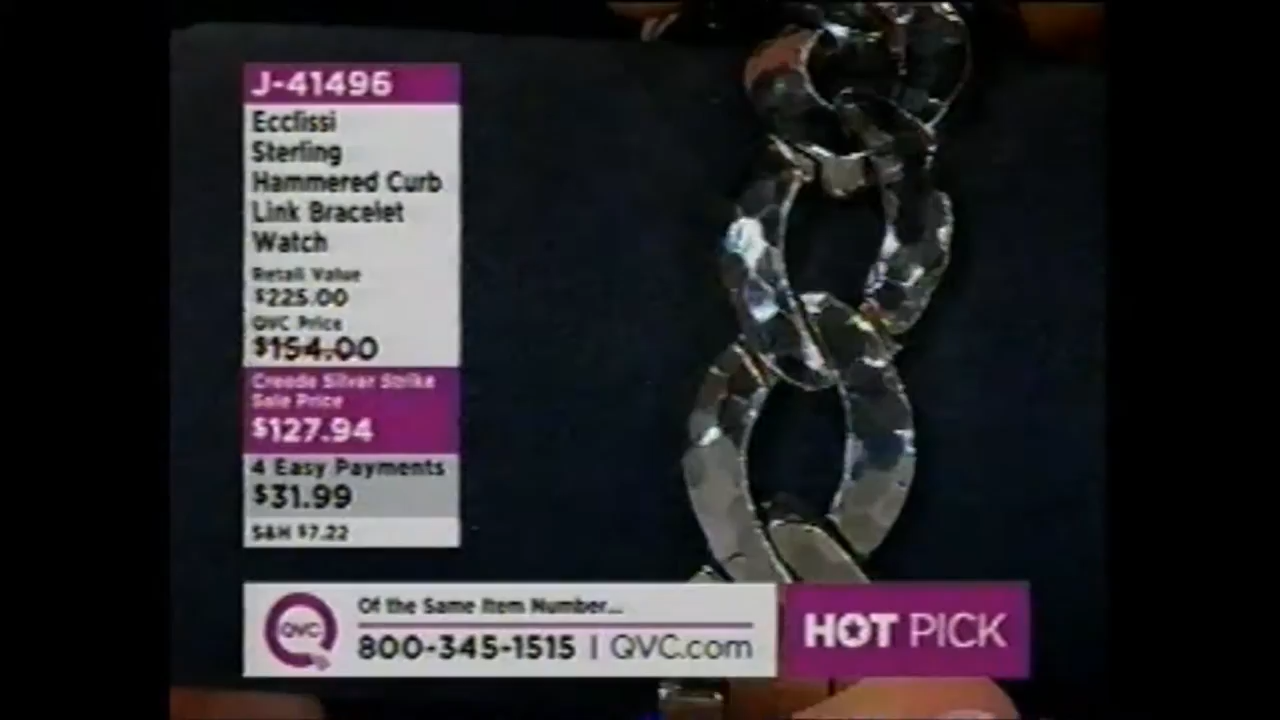 J-41496
Ecclissi
Sterling
Hammered Curb
Link Bracelet
Watch
Retail Value
$225.00
QVC Price
$154.00
Creede Silver Strike
Sale Price
$127.94
4 Easy Payments
$31.99
S&H $7.22
Of the Same Item Number...
QVC
800-345-1515 | QVC.com
HOT PICK